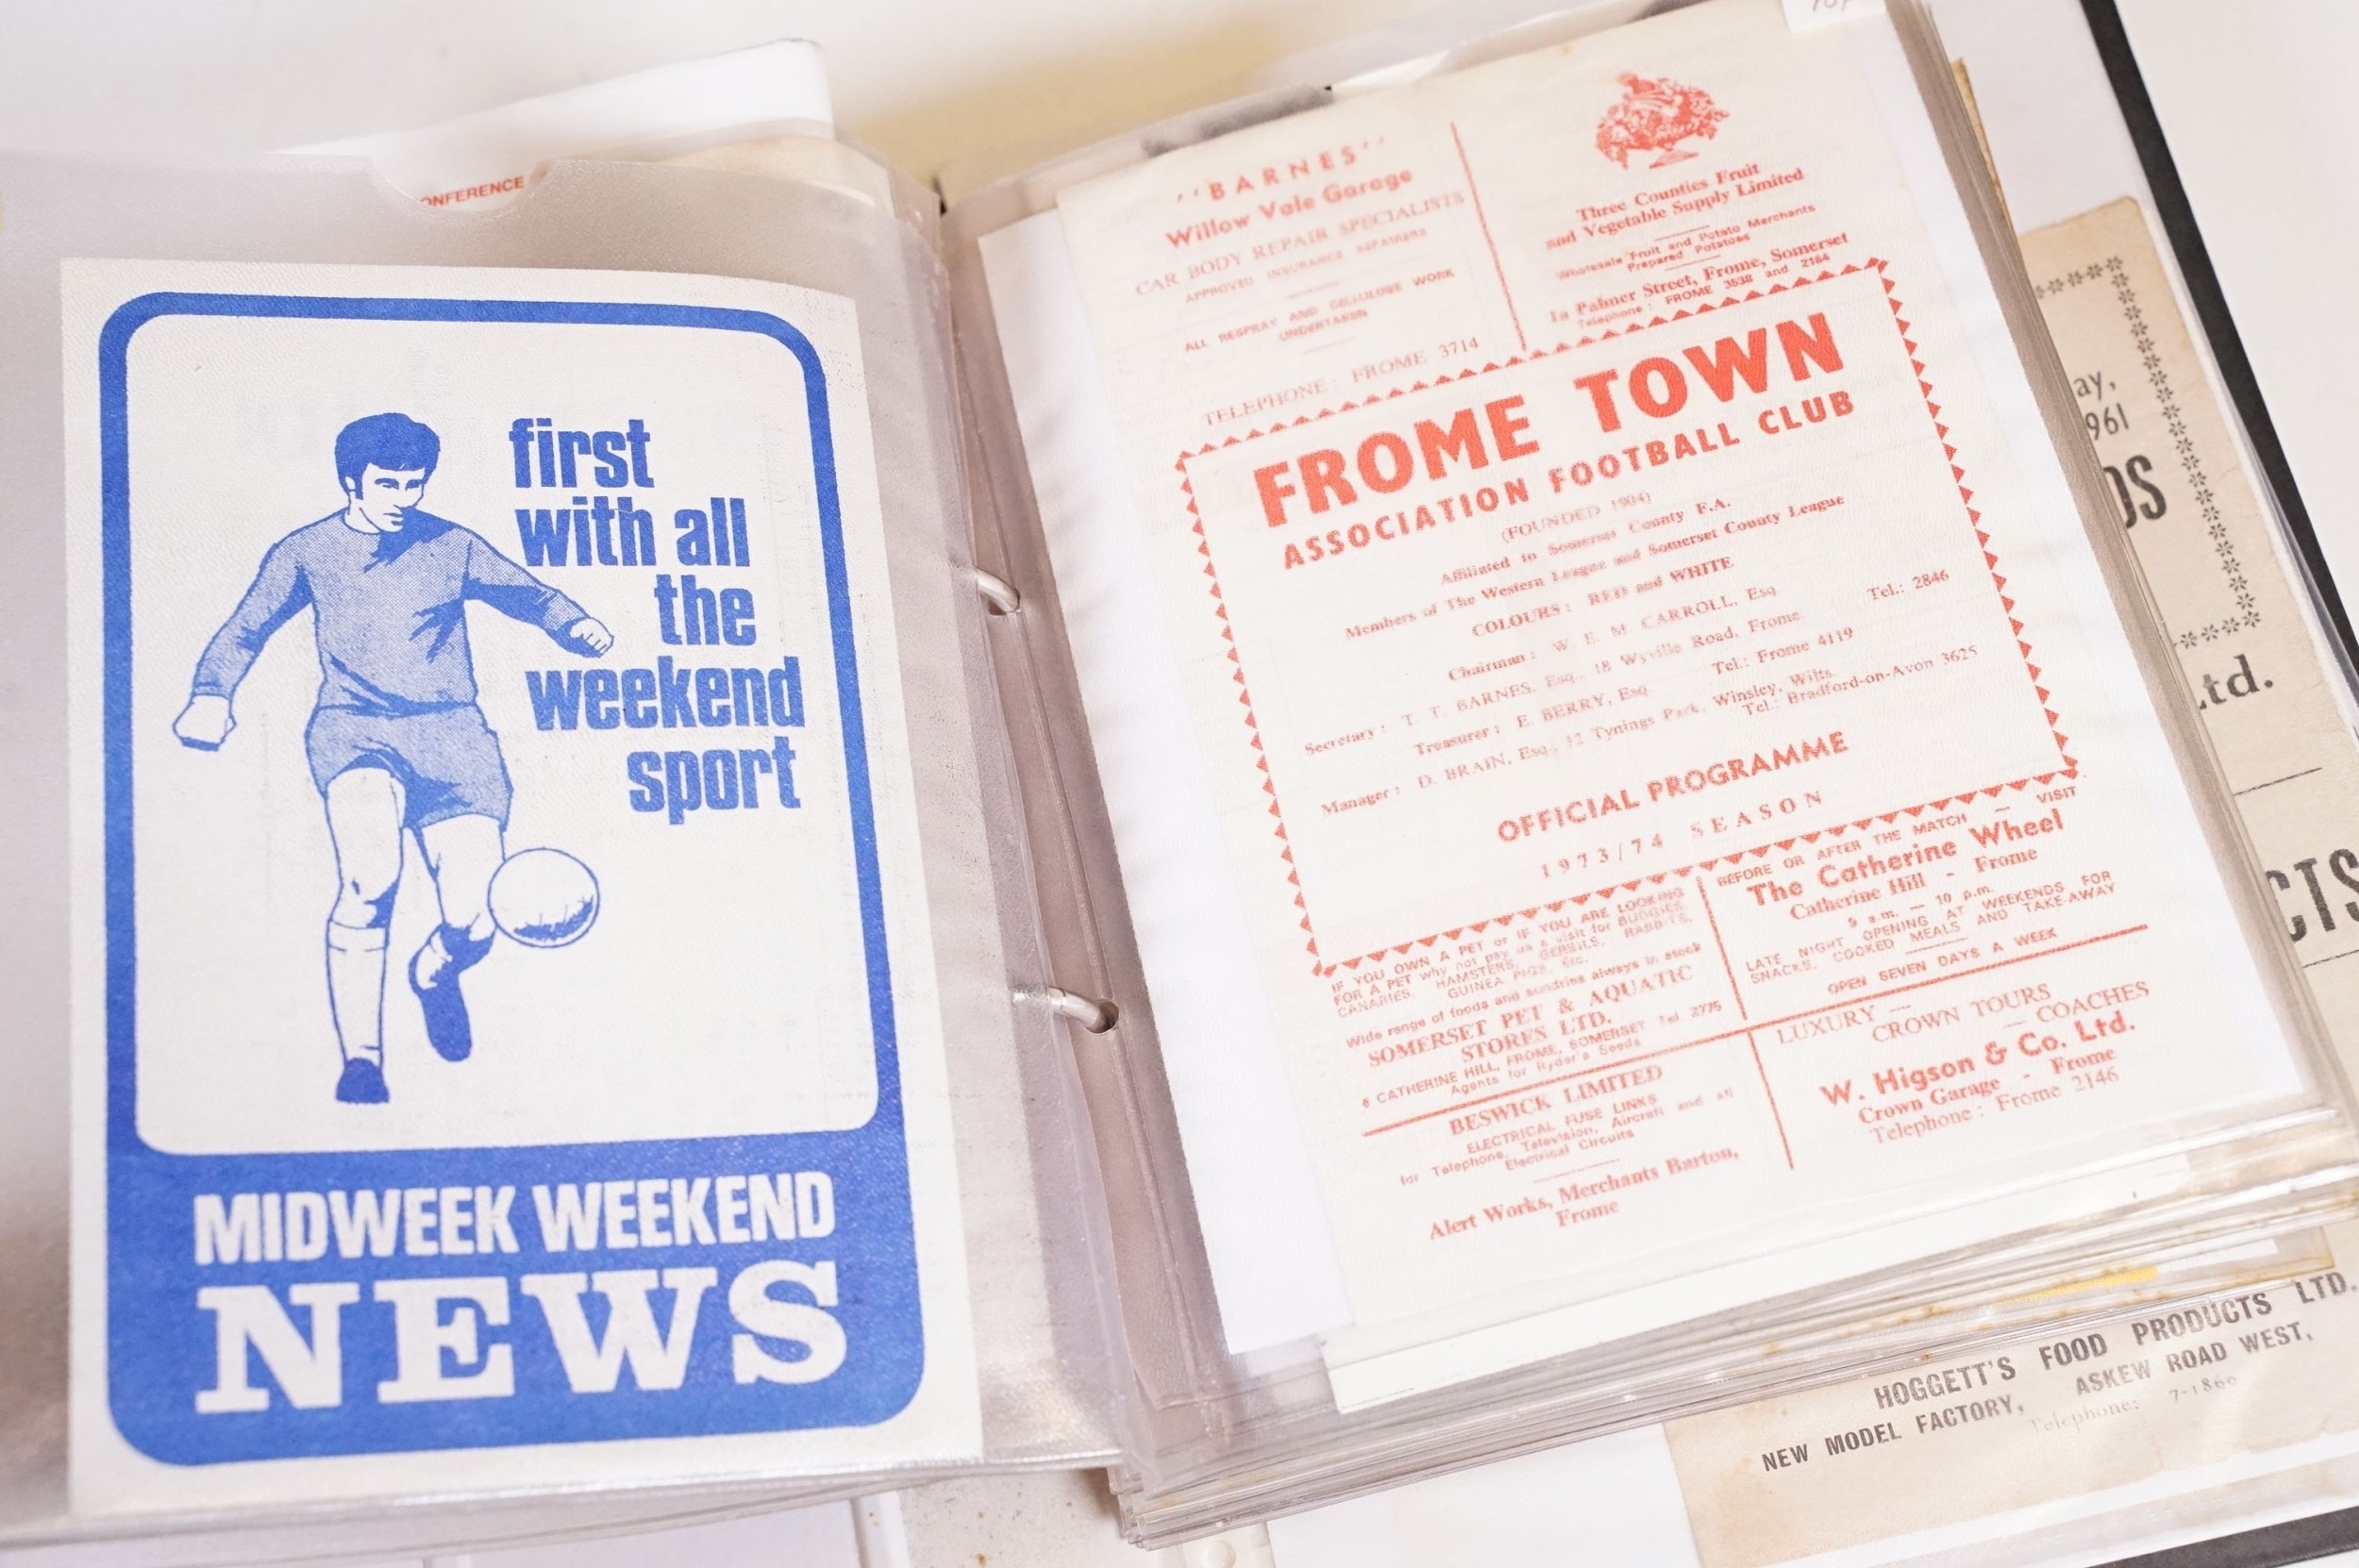 ONFERENCE
first
with all
the
weekend
sport
MIDWEEK WEEKEND
NEWS
"BARNES"
Willow Vale Garage
CAR BODY REPAIR SPECIALISTS
APPROVED INSURANCE REPAIRERS
ALL RESPRAY AND CELLULOSE WORK
UNDERTAKEN
TELEPHONE: FROME 3714
Three Counties Fruit
and Vegetable Supply Limited
Wholesale Fruit and Potato Merchants
Prepared Potatoes
1a Palmer Street, Frome, Somerset
Telephone: FROME 3538 and 2184
FROME TOWN
ASSOCIATION FOOTBALL CLUB
(FOUNDED 1904)
Affiliated to Somerset County F.A.
Members of The Western League and Somerset County League
COLOURS: RED and WHITE
Chairman: W. E. M. CARROLL, Esq. Tel.: 2846
Secretary: T. T. BARNES, Esq., 18 Wyville Road, Frome
Treasurer: E. BERRY, Esq. Tel.: Frome 4119
Manager: D. BRAIN, Esq., 12 Tynings Park, Winsley, Wilts.
Tel.: Bradford-on-Avon 3625
OFFICIAL PROGRAMME
1973/74 SEASON
IF YOU OWN A PET or IF YOU ARE LOOKING
FOR A PET why not pay us a visit for BUDGIES,
CANARIES, HAMSTERS, GERBILS, RABBITS,
GUINEA PIGS, Etc.
Wide range of foods and sundries always in stock
SOMERSET PET & AQUATIC
STORES LTD.
6 CATHERINE HILL, FROME, SOMERSET Tel 2775
Agents for Ryder's Seeds
BEFORE OR AFTER THE MATCH — VISIT
The Catherine Wheel
Catherine Hill - Frome
9 a.m. — 10 p.m.
LATE NIGHT OPENING AT WEEKENDS FOR
SNACKS, COOKED MEALS AND TAKE-AWAY
OPEN SEVEN DAYS A WEEK
BESWICK LIMITED
ELECTRICAL FUSE LINKS
for Telephone, Television, Aircraft and all
Electrical Circuits
Alert Works, Merchants Barton,
Frome
LUXURY —
CROWN TOURS
— COACHES
W. Higson & Co. Ltd.
Crown Garage - Frome
Telephone: Frome 2146
ay,
961
DS
Ltd.
CTS
HOGGETT'S FOOD PRODUCTS LTD.
NEW MODEL FACTORY, ASKEW ROAD WEST,
Telephone: 7-1860